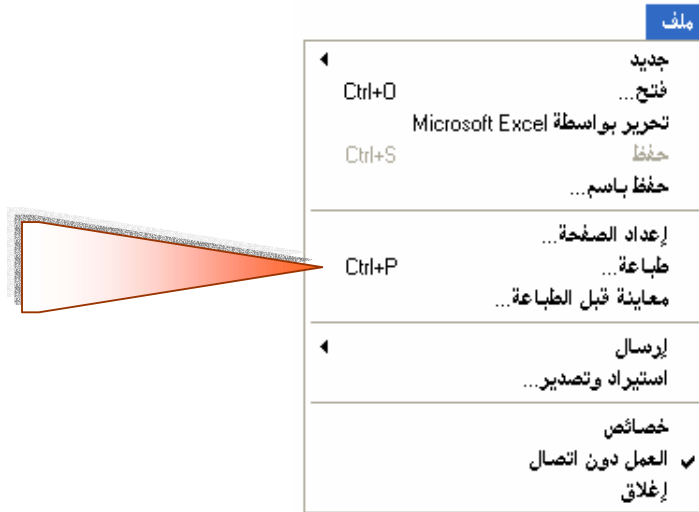 ملف
جديد
فتح... Ctrl+O
تحرير بواسطة Microsoft Excel
حفظ Ctrl+S
حفظ باسم...
إعداد الصفحة...
طباعة... Ctrl+P
معاينة قبل الطباعة...
إرسال
استيراد وتصدير...
خصائص
العمل دون اتصال
إغلاق